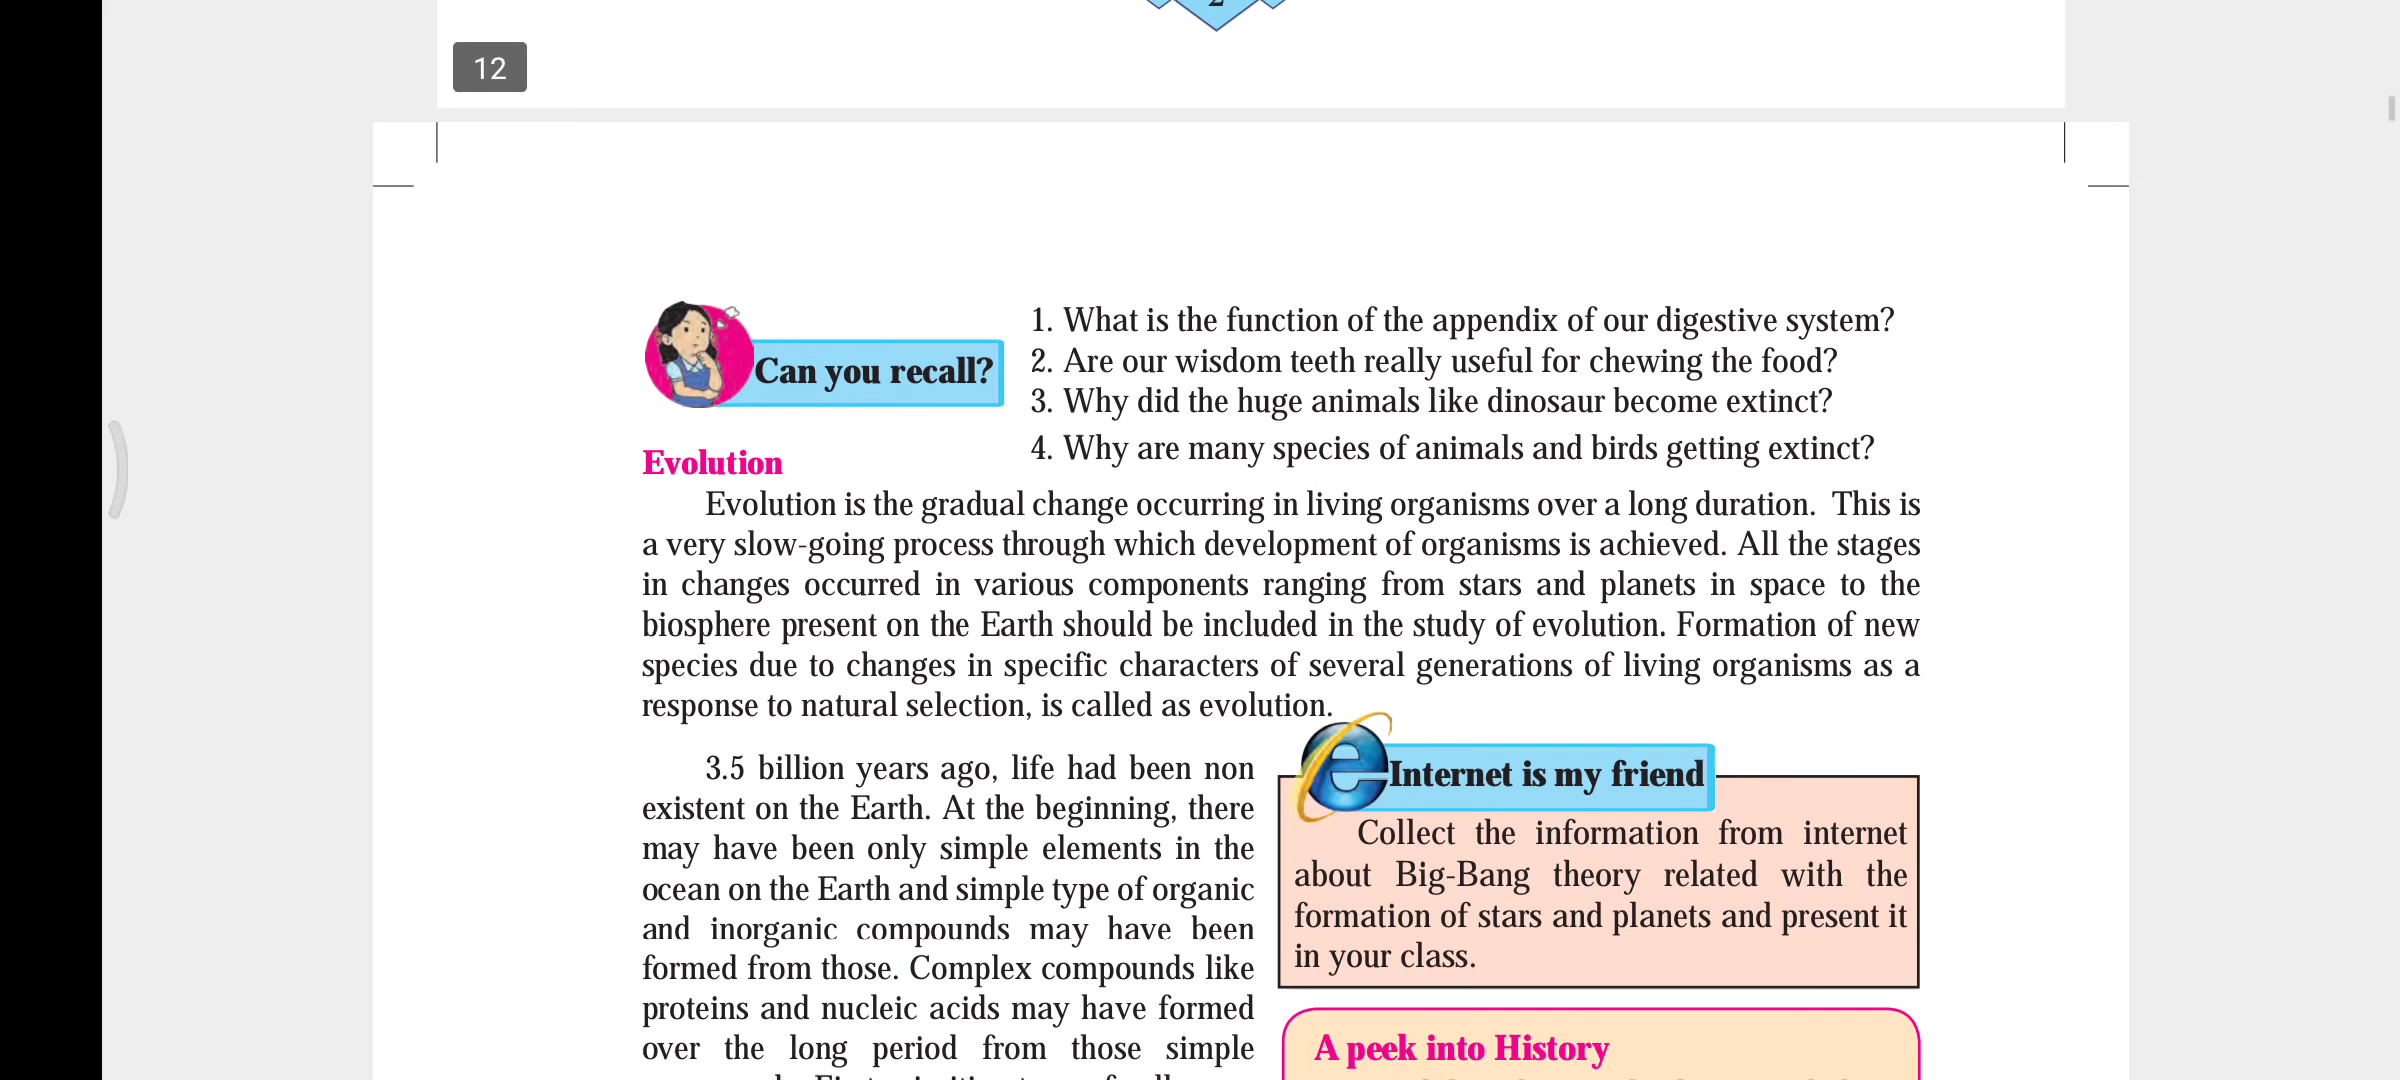 2
12
1. What is the function of the appendix of our digestive system?
Can you recall?
2. Are our wisdom teeth really useful for chewing the food?
3. Why did the huge animals like dinosaur become extinct?
4. Why are many species of animals and birds getting extinct?
Evolution
Evolution is the gradual change occurring in living organisms over a long duration. This is
a very slow-going process through which development of organisms is achieved. All the stages
in changes occurred in various components ranging from stars and planets in space to the
biosphere present on the Earth should be included in the study of evolution. Formation of new
species due to changes in specific characters of several generations of living organisms as a
response to natural selection, is called as evolution.
3.5 billion years ago, life had been non
existent on the Earth. At the beginning, there
may have been only simple elements in the
ocean on the Earth and simple type of organic
and inorganic compounds may have been
formed from those. Complex compounds like
proteins and nucleic acids may have formed
over the long period from those simple
Internet is my friend
Collect the information from internet
about Big-Bang theory related with the
formation of stars and planets and present it
in your class.
A peek into History